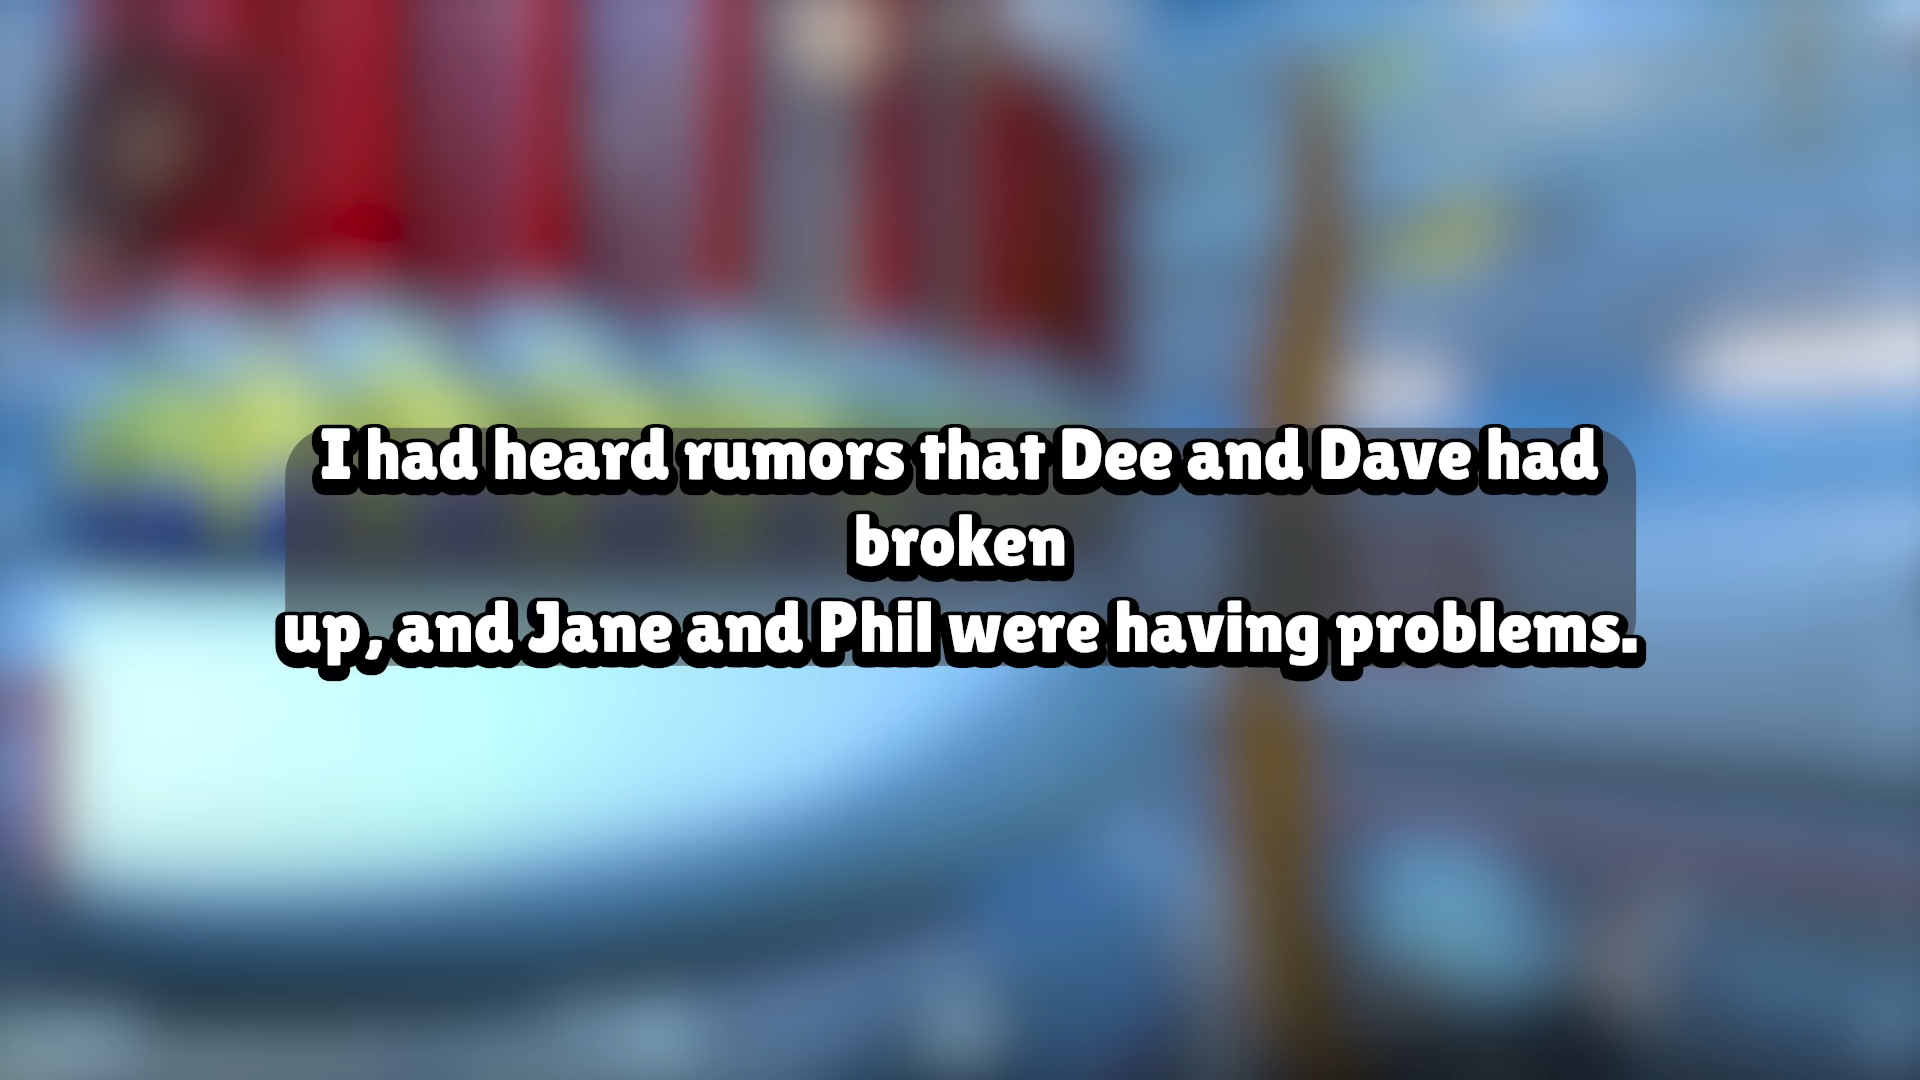 I had heard rumors that Dee and Dave had
broken
up, and Jane and Phil were having problems.